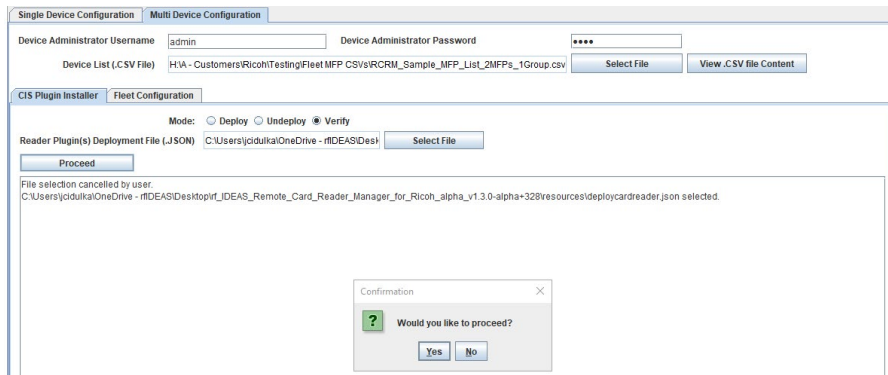 Single Device Configuration Multi Device Configuration
Device Administrator Username admin Device Administrator Password ••••
Device List (.CSV File) H:\A - Customers\Ricoh\Testing\Fleet MFP CSVs\RCRM_Sample_MFP_List_2MFPs_1Group.csv Select File View .CSV file Content
CIS Plugin Installer Fleet Configuration
Mode: Deploy Undeploy Verify
Reader Plugin(s) Deployment File (.JSON) C:\Users\jcidulka\OneDrive - rfIDEAS\Desk Select File
Proceed
File selection cancelled by user.
C:\Users\jcidulka\OneDrive - rfIDEAS\Desktop\rf_IDEAS_Remote_Card_Reader_Manager_for_Ricoh_alpha_v1.3.0-alpha+328\resources\deploycardreader.json selected.
Confirmation
? Would you like to proceed?
Yes No